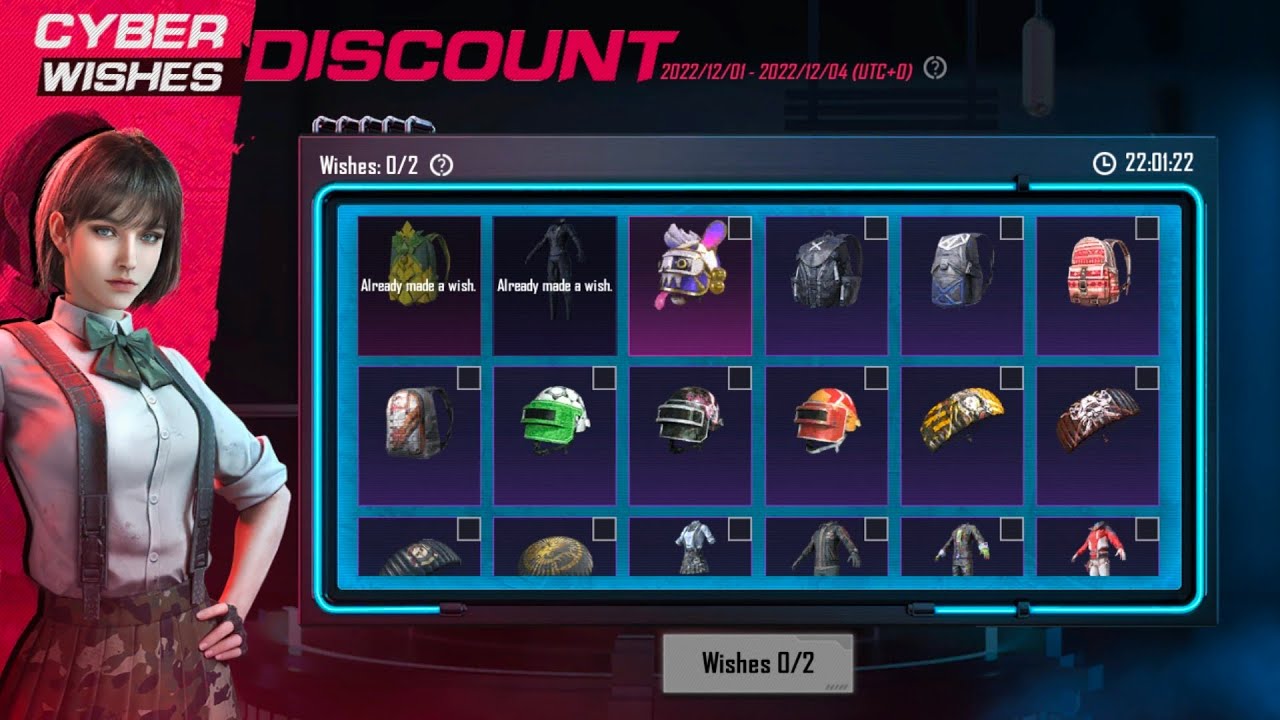 CYBER
WISHES
DISCOUNT
2022/12/01 - 2022/12/04 (UTC+0) ?
Wishes: 0/2 ?
22:01:22
Already made a wish.
Already made a wish.
Wishes 0/2